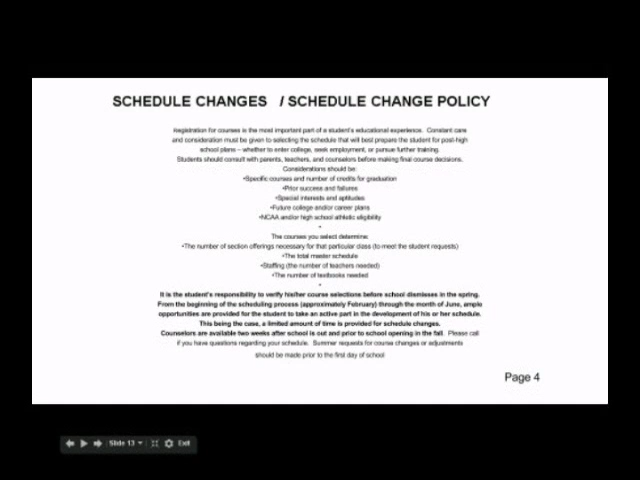 SCHEDULE CHANGES / SCHEDULE CHANGE POLICY
Registration for courses is the most important part of a student's educational experience. Constant care
and consideration must be given to selecting the schedule that will best prepare the student for post-high
school plans – whether to enter college, seek employment, or pursue further training.
Students should consult with parents, teachers, and counselors before making final course decisions.
Considerations should be:
•Specific courses and number of credits for graduation
•Prior success and failures
•Special interests and aptitudes
•Future college and/or career plans
•NCAA and/or high school athletic eligibility
•
The courses you select determine:
•The number of section offerings necessary for that particular class (to meet the student requests)
•The total master schedule
•Staffing (the number of teachers needed)
•The number of textbooks needed
•
It is the student's responsibility to verify his/her course selections before school dismisses in the spring.
From the beginning of the scheduling process (approximately February) through the month of June, ample
opportunities are provided for the student to take an active part in the development of his or her schedule.
This being the case, a limited amount of time is provided for schedule changes.
Counselors are available two weeks after school is out and prior to school opening in the fall. Please call
if you have questions regarding your schedule. Summer requests for course changes or adjustments
should be made prior to the first day of school
Page 4
Slide 13
Exit